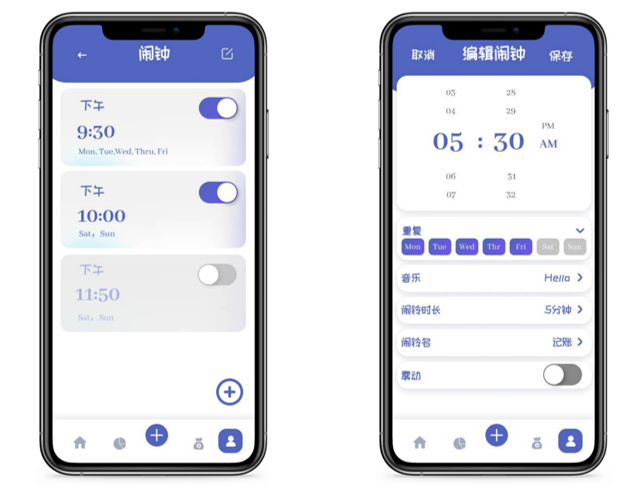 ← 闹钟
下午
9:30
Mon, Tue,Wed, Thru, Fri
下午
10:00
Sat，Sun
下午
11:50
Sat，Sun
取消 编辑闹钟 保存
03 28
04 29
PM
05 : 30 AM
06 31
07 32
重复
Mon Tue Wed Thr Fri Sat Sun
音乐 Hello >
闹铃时长 5分钟 >
闹铃名 记账 >
震动